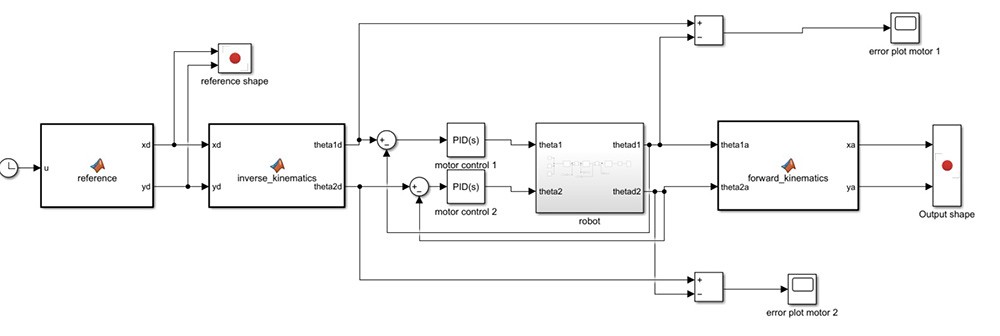 error plot motor 1
reference shape
u
reference
xd
yd
xd
yd
inverse_kinematics
theta1d
theta2d
PID(s)
motor control 1
PID(s)
motor control 2
theta1
theta2
thetad1
thetad2
robot
theta1a
theta2a
forward_kinematics
xa
ya
Output shape
error plot motor 2